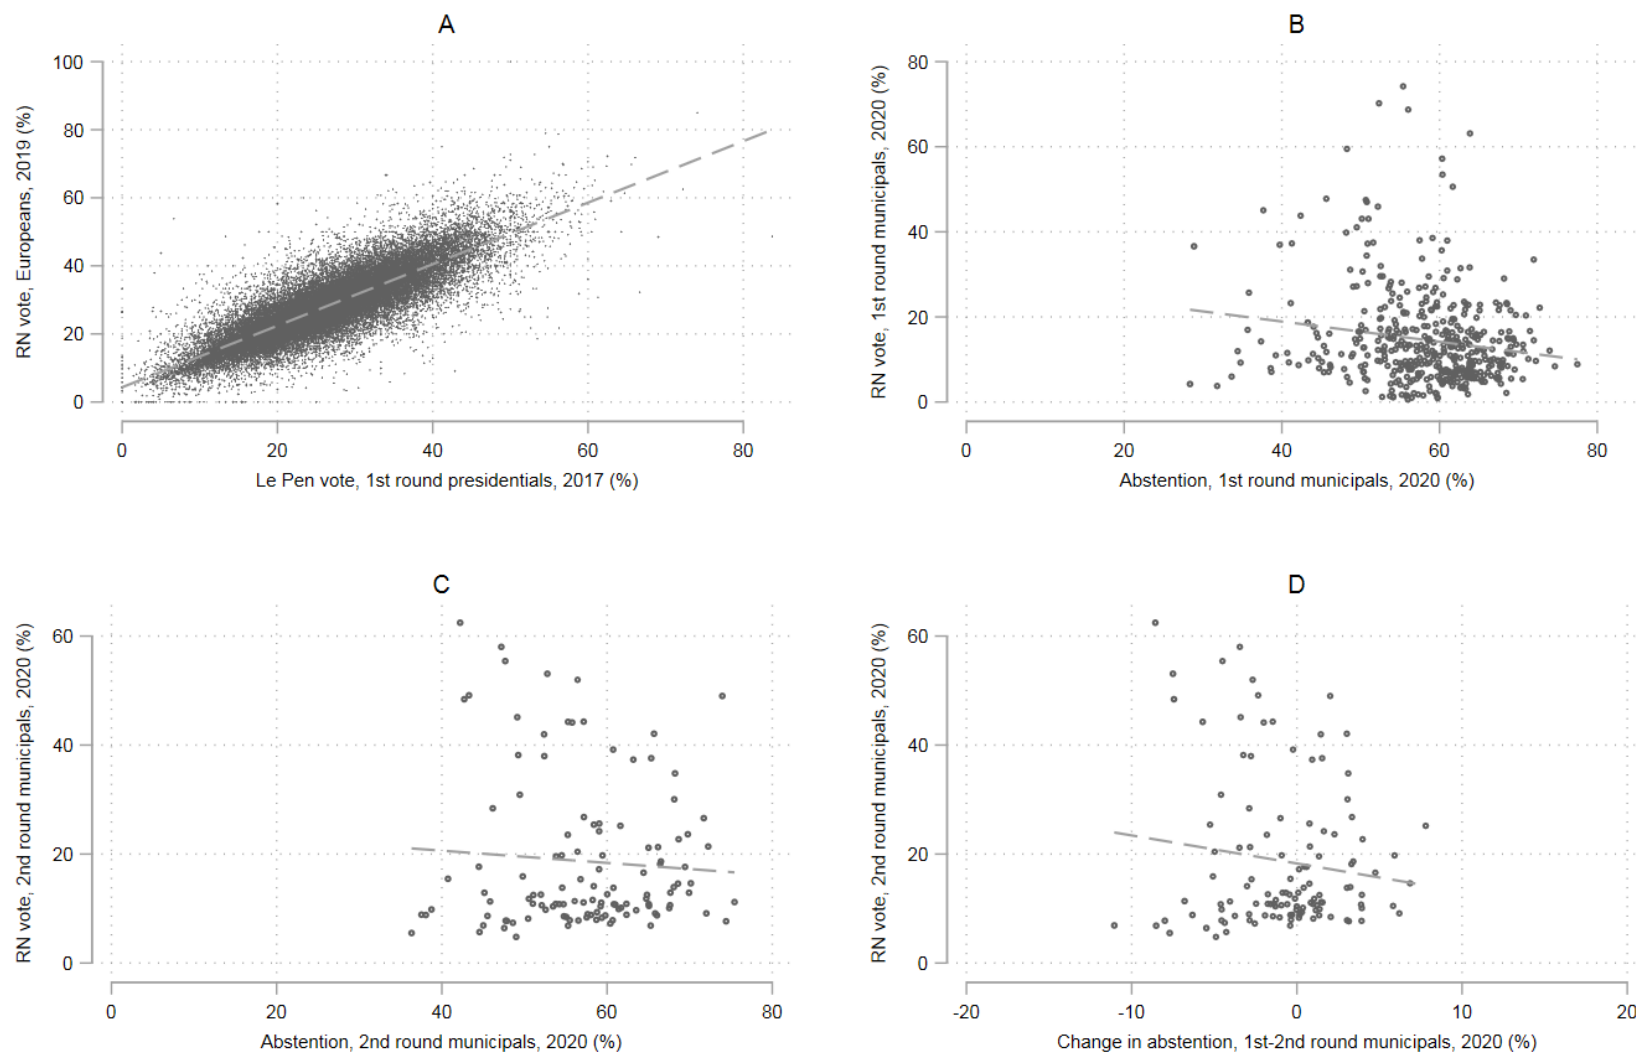 A
RN vote, Europeans, 2019 (%)
100
80
60
40
20
0
0 20 40 60 80
Le Pen vote, 1st round presidentials, 2017 (%)
B
RN vote, 1st round municipals, 2020 (%)
80
60
40
20
0
0 20 40 60 80
Abstention, 1st round municipals, 2020 (%)
C
RN vote, 2nd round municipals, 2020 (%)
60
40
20
0
0 20 40 60 80
Abstention, 2nd round municipals, 2020 (%)
D
RN vote, 2nd round municipals, 2020 (%)
60
40
20
0
-20 -10 0 10 20
Change in abstention, 1st-2nd round municipals, 2020 (%)